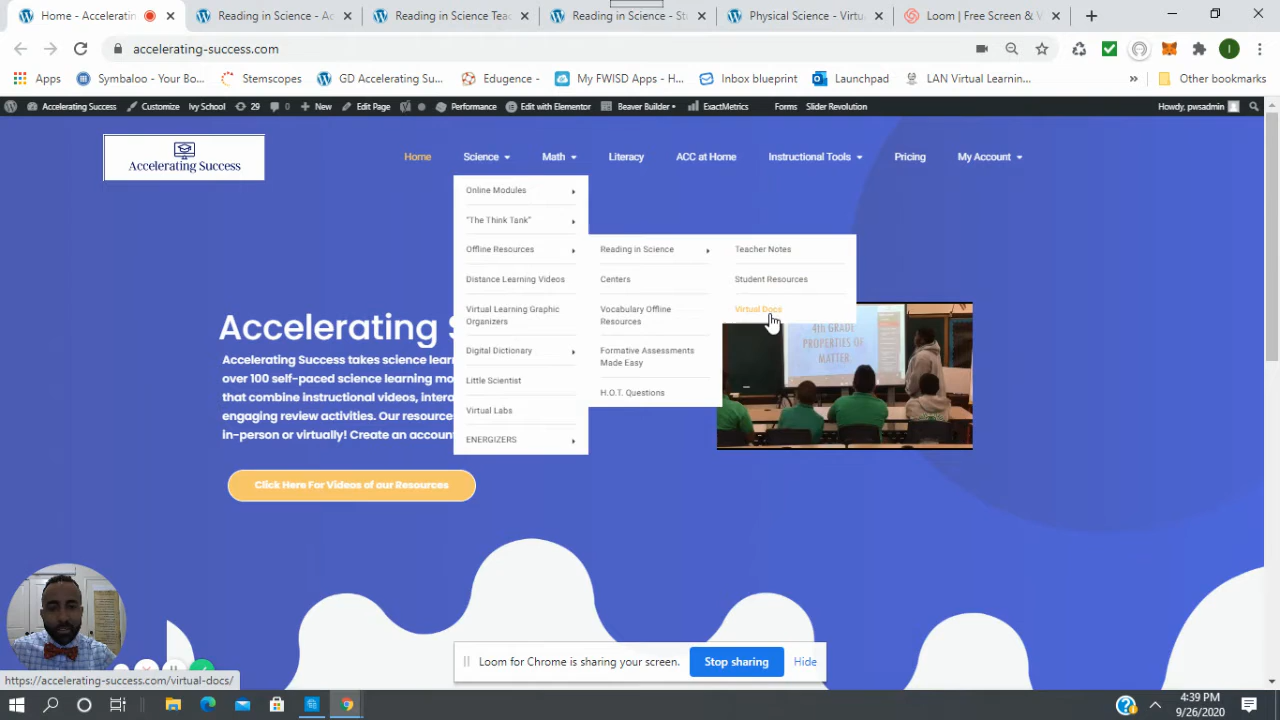 Home - Accelerating
Reading in Science - Ac
Reading in Science Teac
Reading in Science - St
Physical Science - Virtu
Loom | Free Screen & V
accelerating-success.com
I
Apps
Symbaloo - Your Bo...
Stemscopes
GD Accelerating Su...
Edugence -
My FWISD Apps - H...
Inbox blueprint
Launchpad
LAN Virtual Learnin...
Other bookmarks
Accelerating Success
Customize
Ivy School
29
0
New
Edit Page
Performance
Edit with Elementor
Beaver Builder
ExactMetrics
Forms
Slider Revolution
Howdy, pwsadmin
Accelerating Success
Home
Science
Math
Literacy
ACC at Home
Instructional Tools
Pricing
My Account
Online Modules
"The Think Tank"
Offline Resources
Distance Learning Videos
Virtual Learning Graphic
Organizers
Digital Dictionary
Little Scientist
Virtual Labs
ENERGIZERS
Reading in Science
Centers
Vocabulary Offline
Resources
Formative Assessments
Made Easy
H.O.T. Questions
Teacher Notes
Student Resources
Virtual Docs
Accelerating S
Accelerating Success takes science lear
over 100 self-paced science learning mo
that combine instructional videos, intera
engaging review activities. Our resources
in-person or virtually! Create an account
Click Here For Videos of our Resources
4TH GRADE
PROPERTIES OF
MATTER
Loom for Chrome is sharing your screen.
Stop sharing
Hide
https://accelerating-success.com/virtual-docs/
4:39 PM
9/26/2020